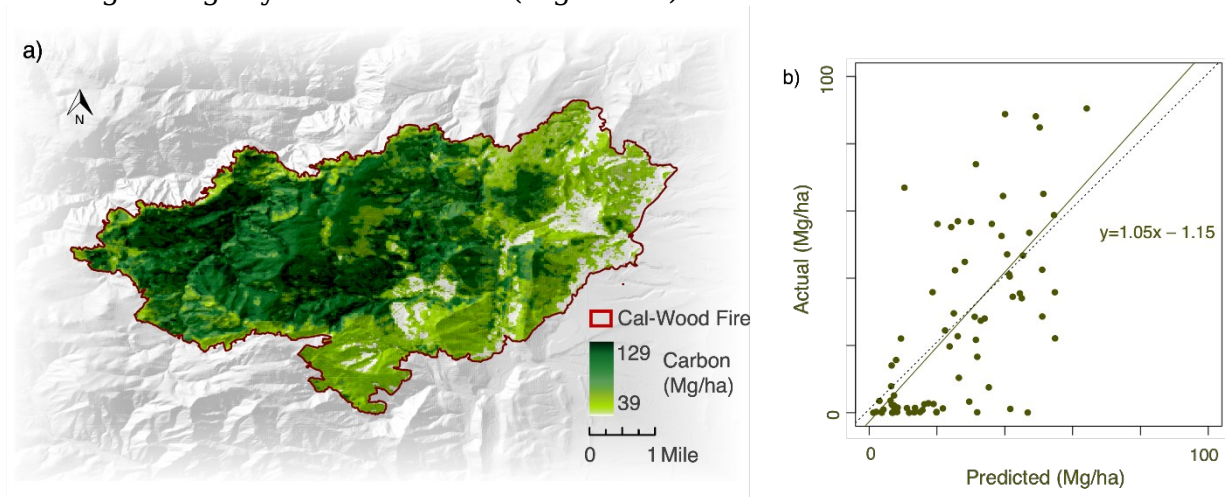 a)
N
Cal-Wood Fire
129
Carbon
(Mg/ha)
39
0 1 Mile
b)
100
Actual (Mg/ha)
0
y=1.05x − 1.15
0 100
Predicted (Mg/ha)